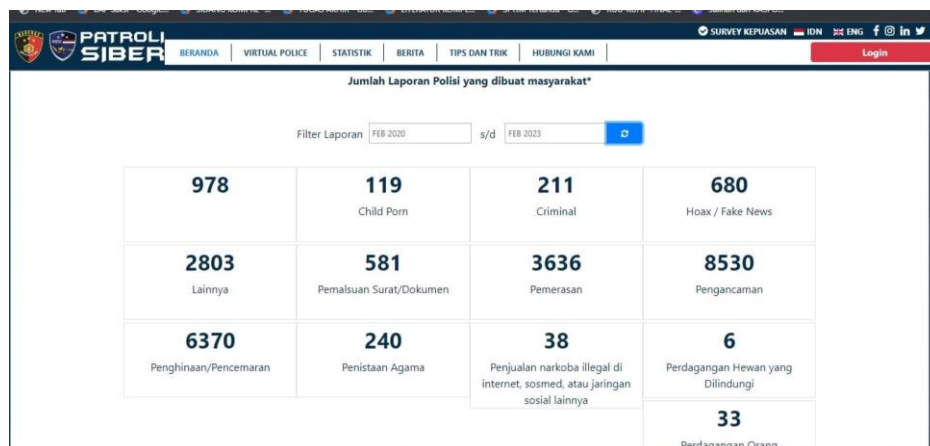 PATROLI
SIBER
BERANDA
VIRTUAL POLICE
STATISTIK
BERITA
TIPS DAN TRIK
HUBUNGI KAMI
SURVEY KEPUASAN
IDN
ENG
Login
Jumlah Laporan Polisi yang dibuat masyarakat*
Filter Laporan
FEB 2020
s/d
FEB 2023
978
119
Child Porn
211
Criminal
680
Hoax / Fake News
2803
Lainnya
581
Pemalsuan Surat/Dokumen
3636
Pemerasan
8530
Pengancaman
6370
Penghinaan/Pencemaran
240
Penistaan Agama
38
Penjualan narkoba illegal di
internet, sosmed, atau jaringan
sosial lainnya
6
Perdagangan Hewan yang
Dilindungi
33
Perdagangan Orang